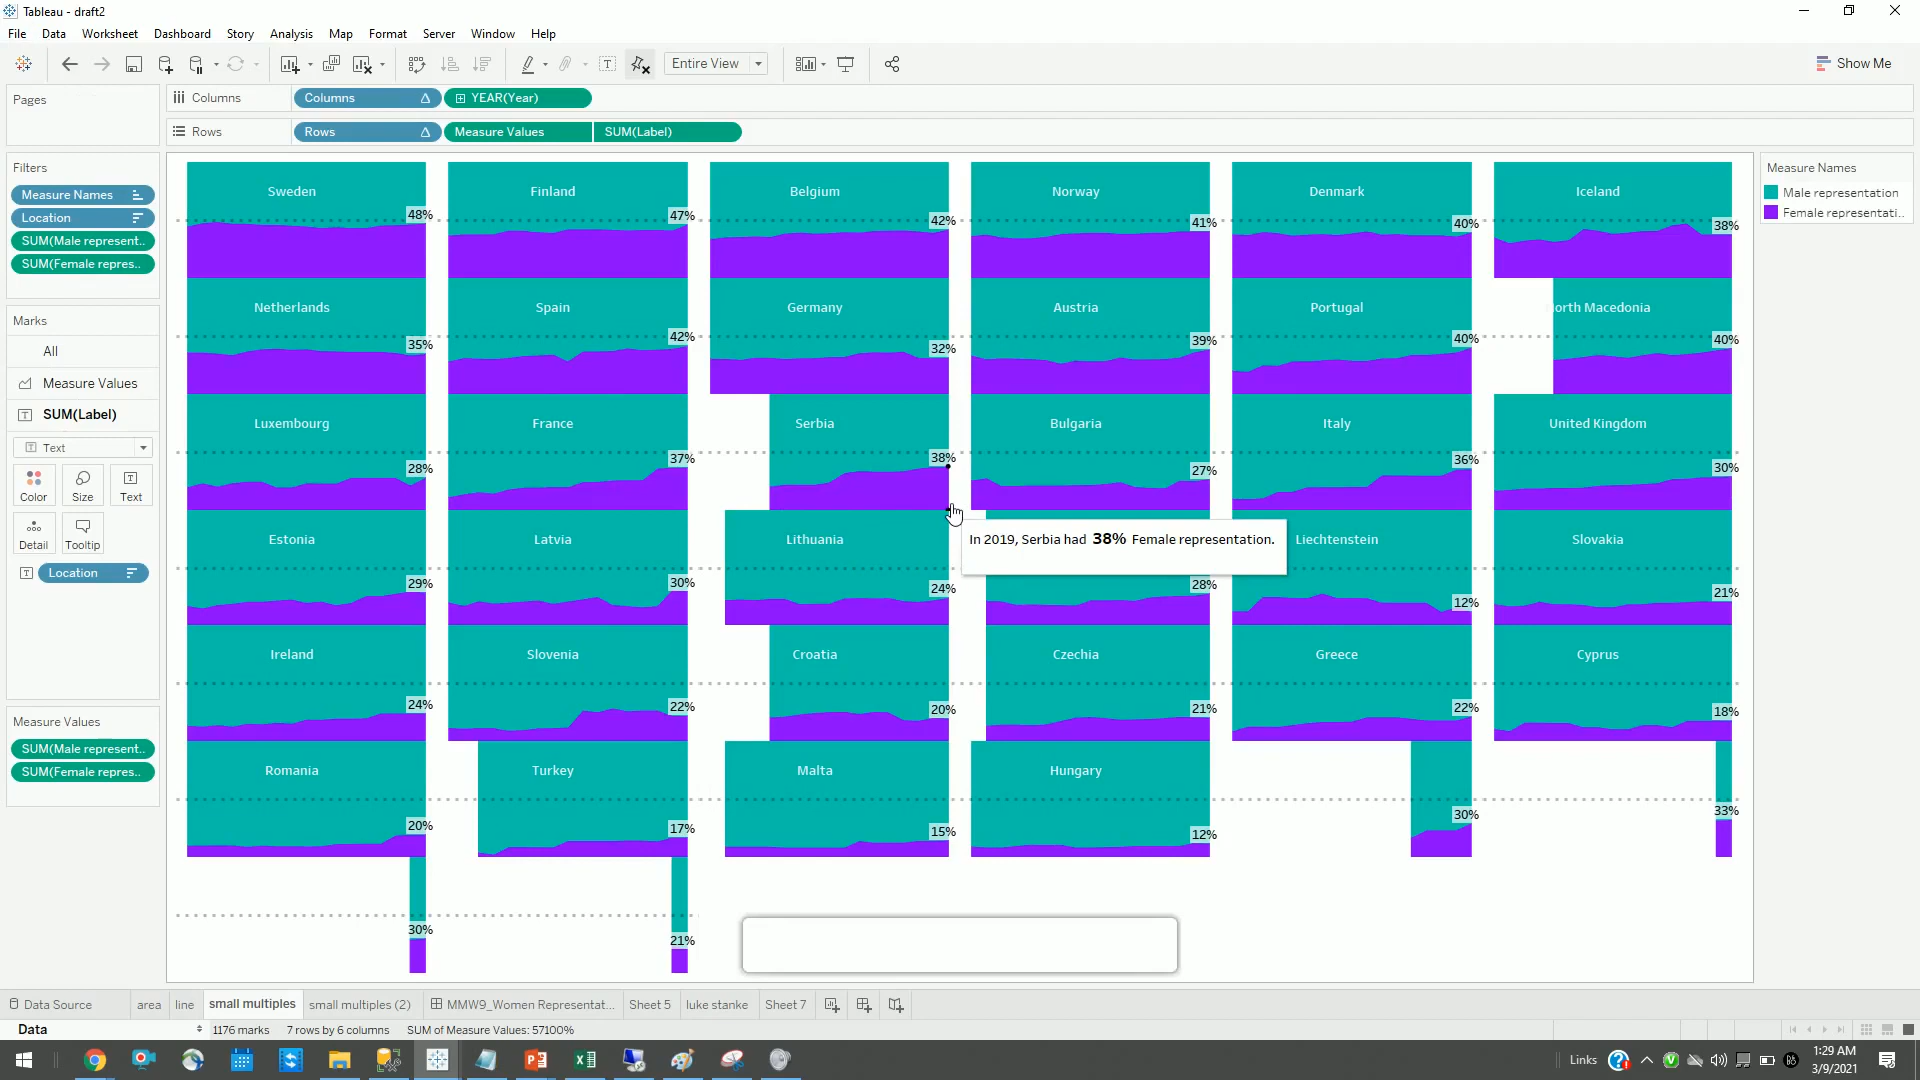 Tableau - draft2
File Data Worksheet Dashboard Story Analysis Map Format Server Window Help
Entire View
Show Me
Pages
Columns Columns YEAR(Year)
Rows Rows Measure Values SUM(Label)
Filters
Measure Names
Location
SUM(Male represent..
SUM(Female repres..
Marks
All
Measure Values
SUM(Label)
Text
Color Size Text
Detail Tooltip
Location
Measure Values
SUM(Male represent..
SUM(Female repres..
Measure Names
Male representation
Female representati..
Sweden Finland Belgium Norway Denmark Iceland
48% 47% 42% 41% 40% 38%
Netherlands Spain Germany Austria Portugal orth Macedonia
35% 42% 32% 39% 40% 40%
Luxembourg France Serbia Bulgaria Italy United Kingdom
28% 37% 38% 27% 36% 30%
In 2019, Serbia had 38% Female representation.
Estonia Latvia Lithuania Liechtenstein Slovakia
29% 30% 24% 28% 12% 21%
Ireland Slovenia Croatia Czechia Greece Cyprus
24% 22% 20% 21% 22% 18%
Romania Turkey Malta Hungary
20% 17% 15% 12% 30% 33%
30% 21%
Data Source area line small multiples small multiples (2) MMW9_Women Representat... Sheet 5 luke stanke Sheet 7
Data 1176 marks 7 rows by 6 columns SUM of Measure Values: 57100%
Links 1:29 AM
3/9/2021